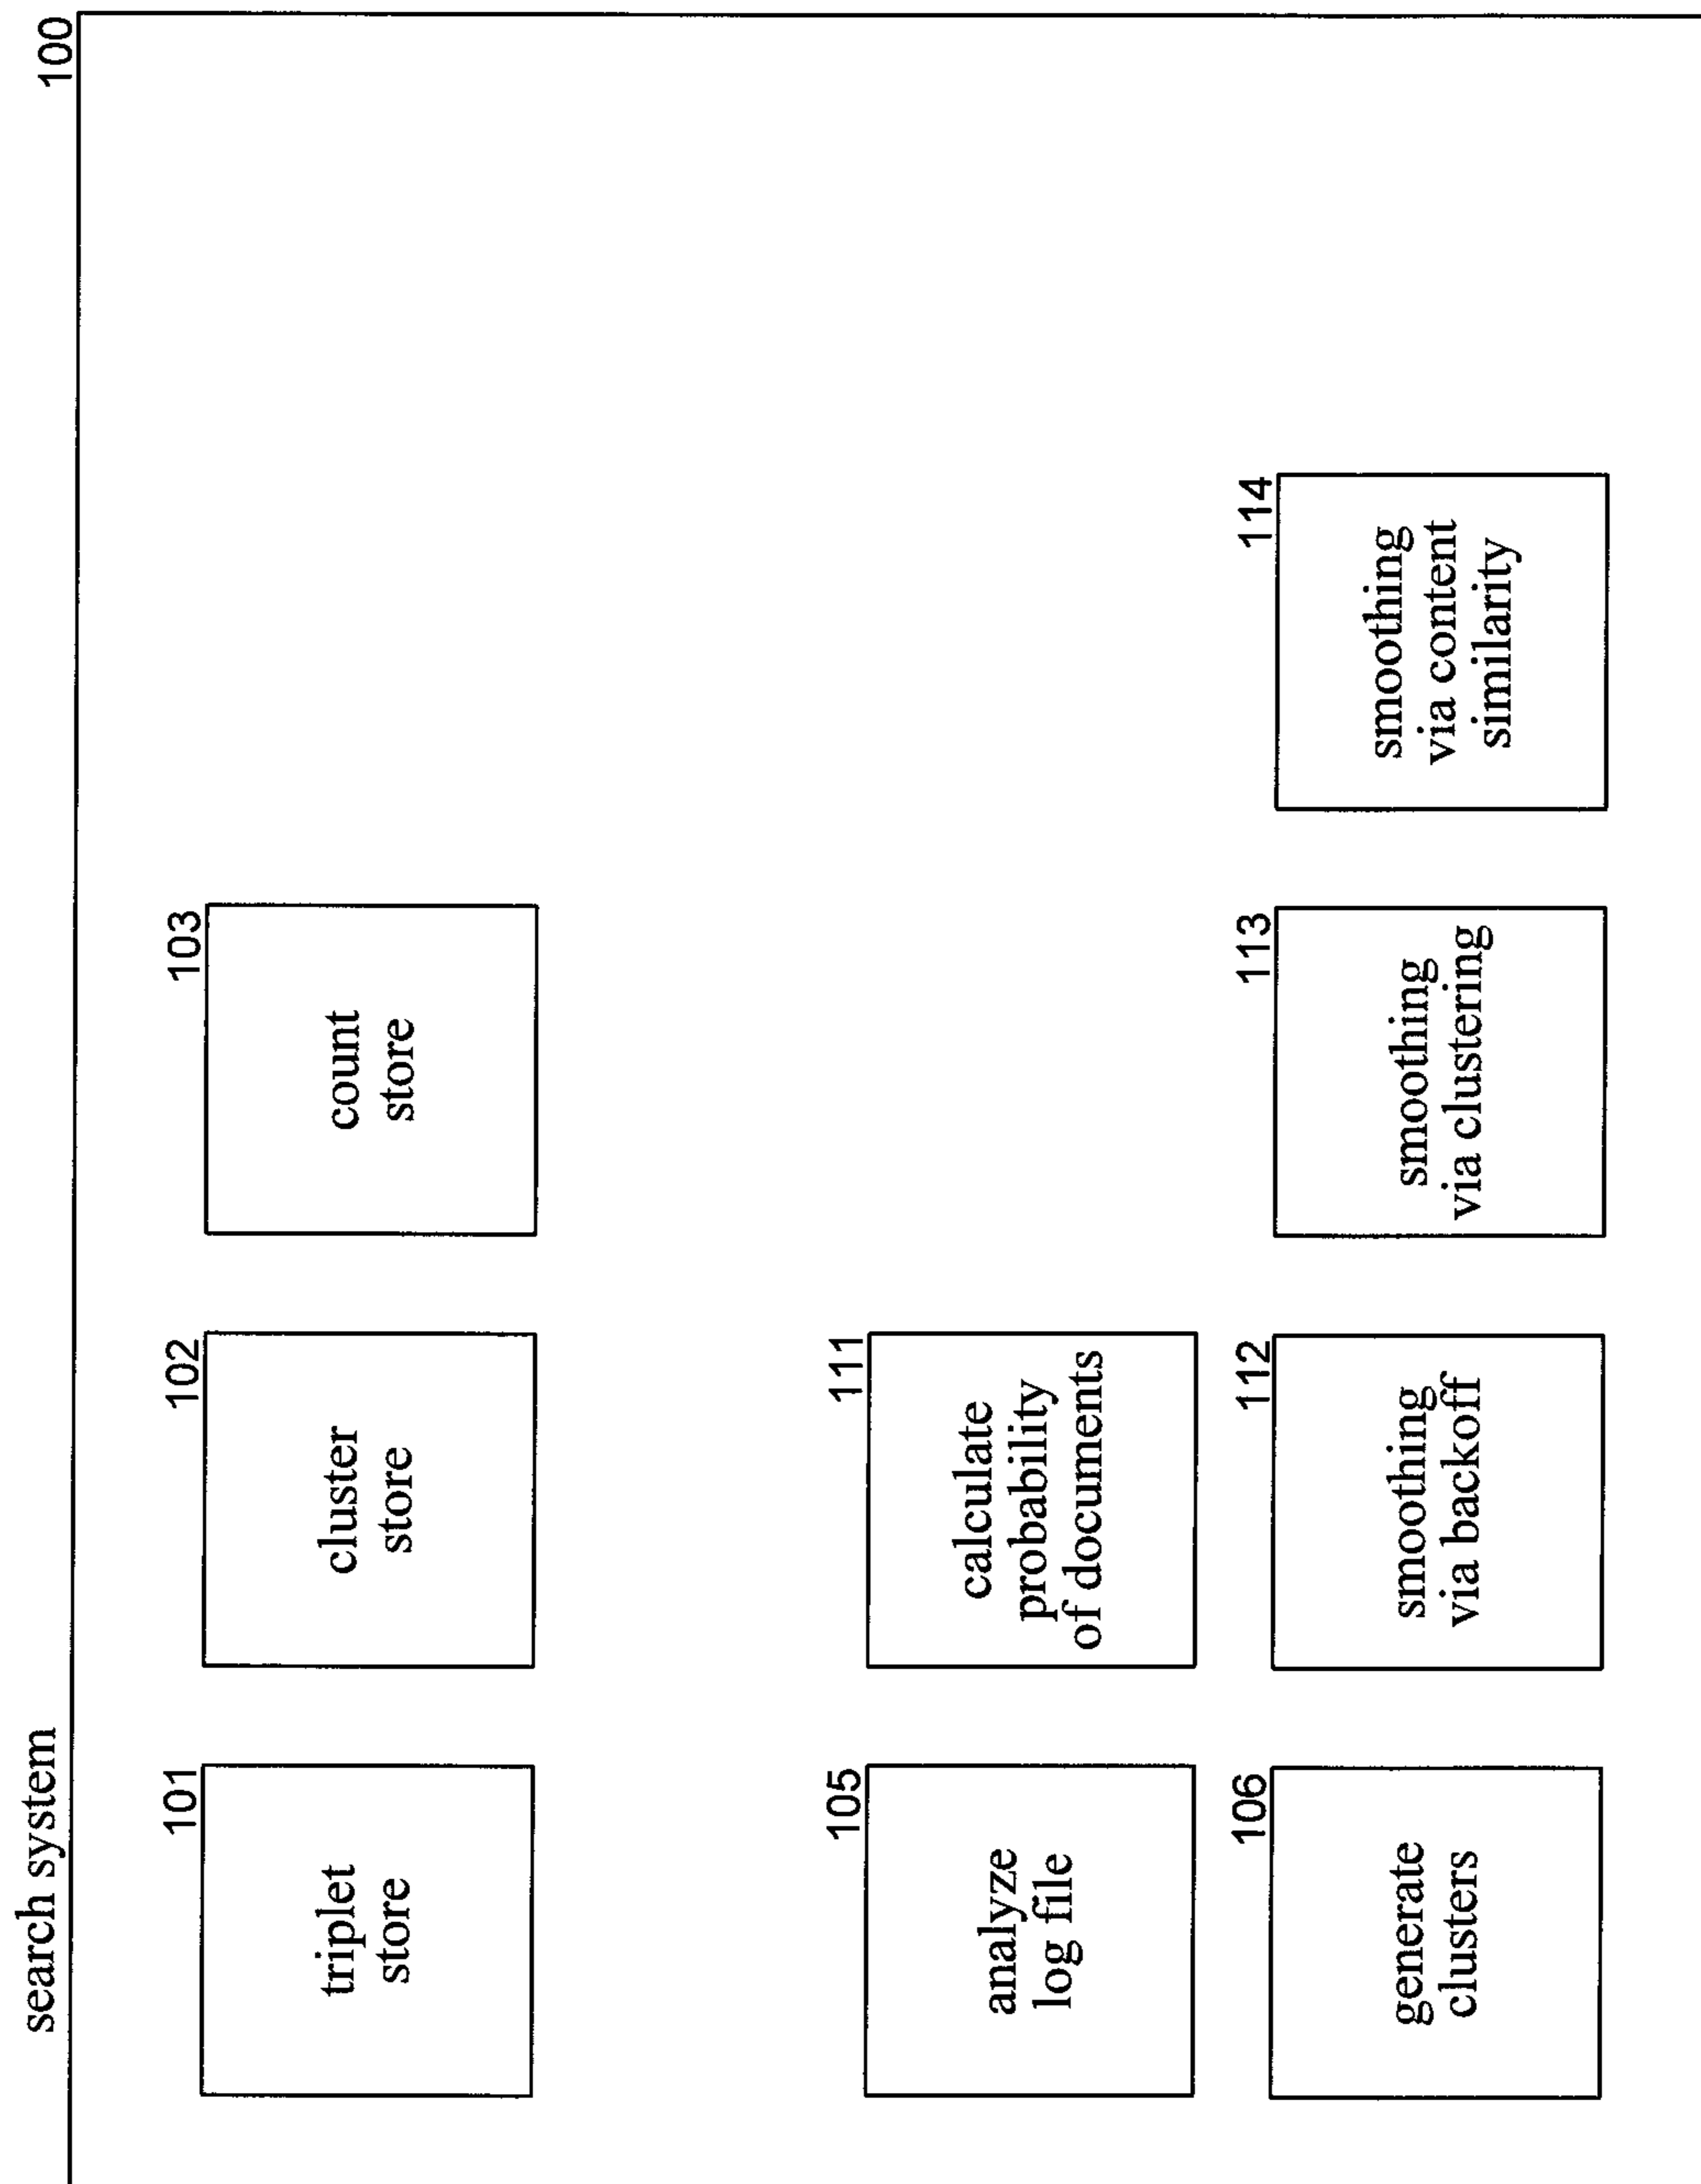 search system
100
101
triplet
store
102
cluster
store
103
count
store
105
analyze
log file
111
calculate
probability
of documents
106
generate
clusters
112
smoothing
via backoff
113
smoothing
via clustering
114
smoothing
via content
similarity